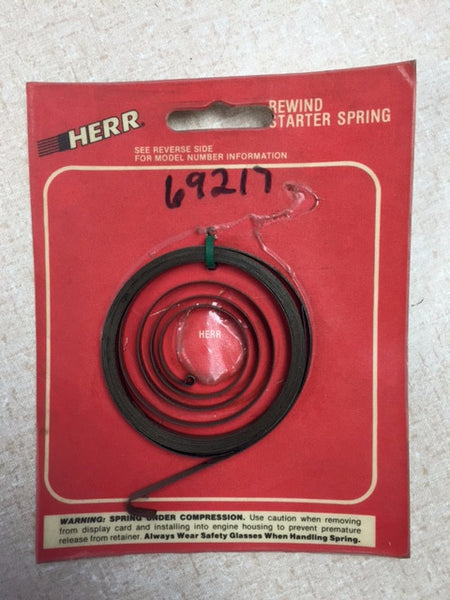 HERR®
REWIND
STARTER SPRING
SEE REVERSE SIDE
FOR MODEL NUMBER INFORMATION
69217
HERR
WARNING: SPRING UNDER COMPRESSION. Use caution when removing
from display card and installing into engine housing to prevent premature
release from retainer. Always Wear Safety Glasses When Handling Spring.